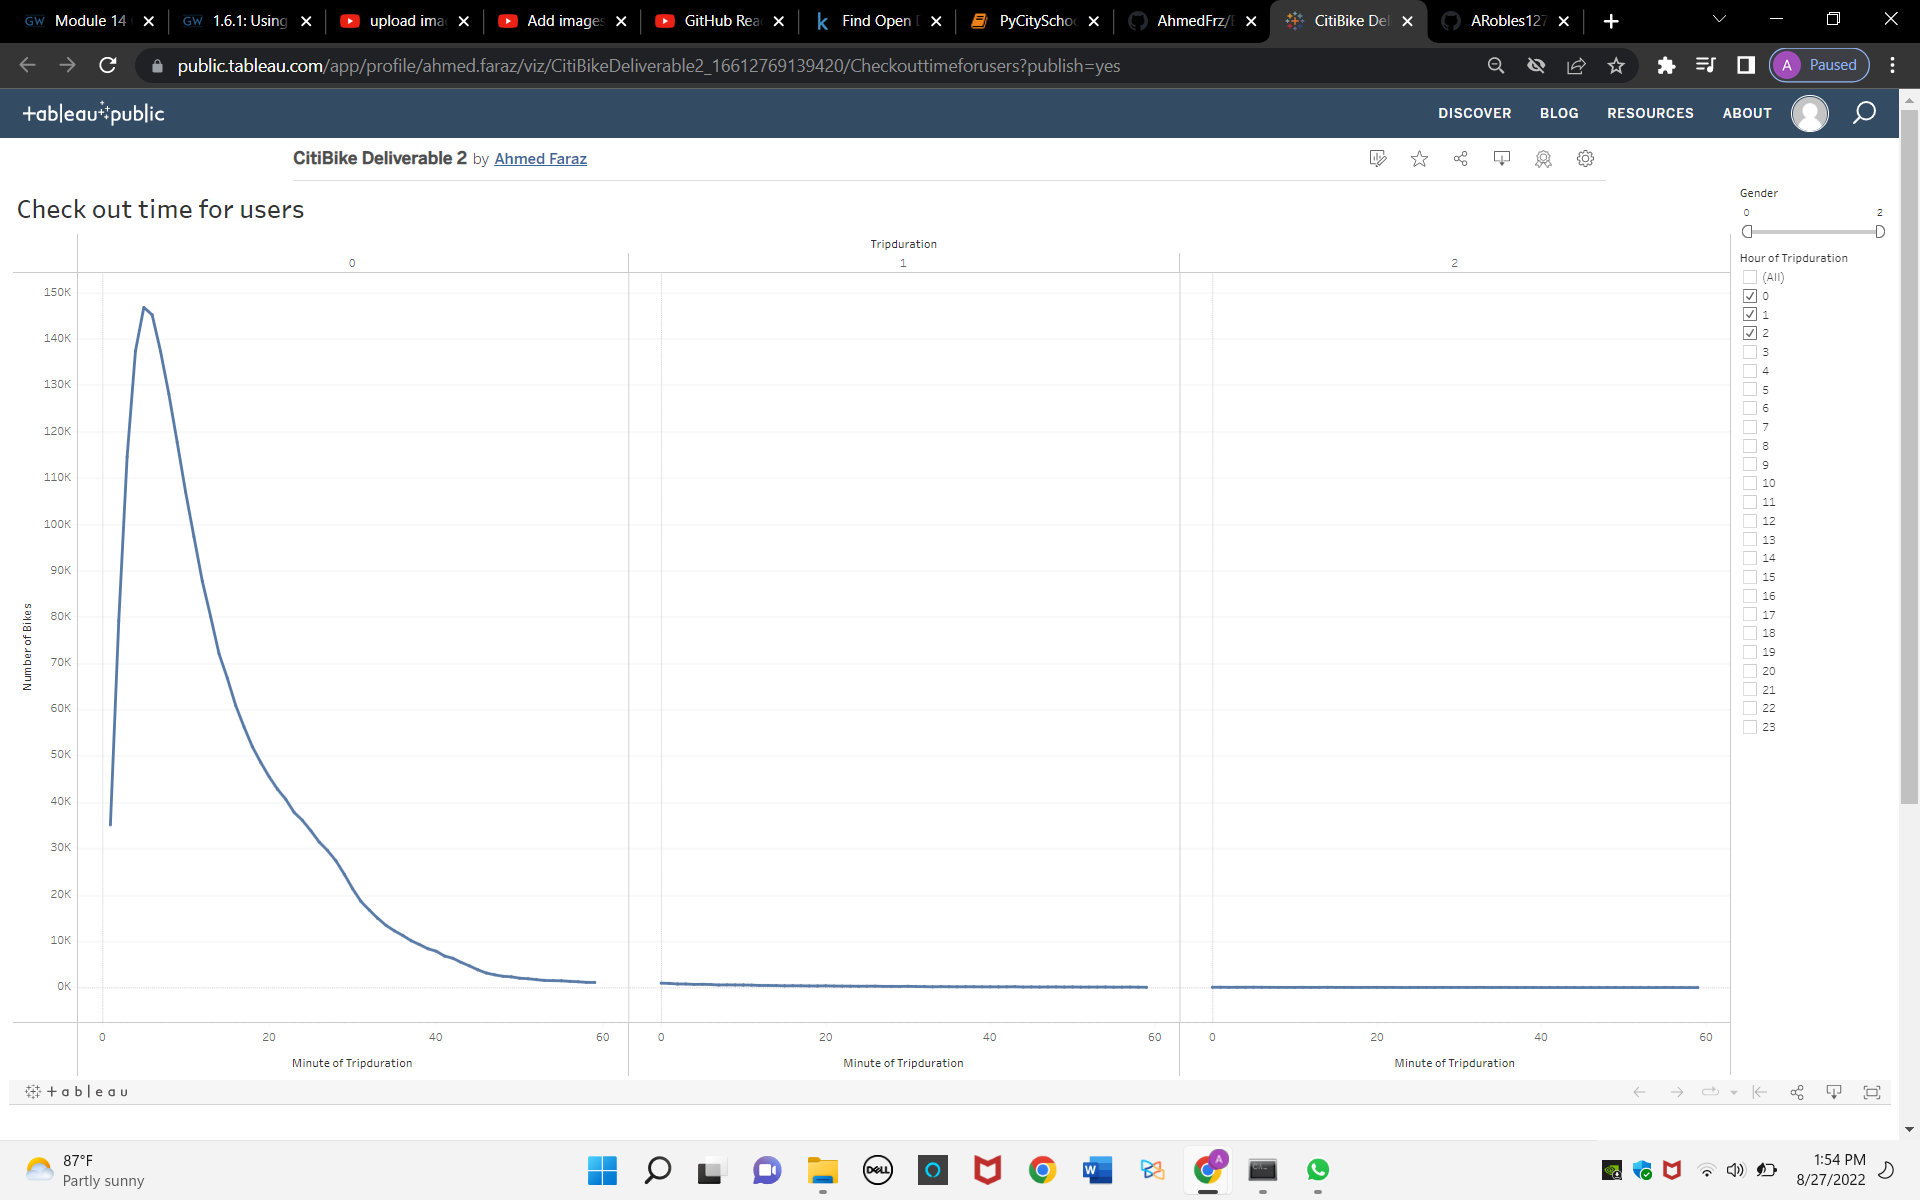 GW Module 14
GW 1.6.1: Using
upload ima
Add images
GitHub Rea
k Find Open D
PyCitySchoo
AhmedFrz/
CitiBike Del
ARobles127
public.tableau.com/app/profile/ahmed.faraz/viz/CitiBikeDeliverable2_16612769139420/Checkouttimeforusers?publish=yes
A Paused
+ableau public
DISCOVER BLOG RESOURCES ABOUT
CitiBike Deliverable 2 by Ahmed Faraz
Check out time for users
Tripduration
0 1 2
150K
140K
130K
120K
110K
100K
90K
80K
70K
60K
50K
40K
30K
20K
10K
0K
Number of Bikes
0 20 40 60 0 20 40 60 0 20 40 60
Minute of Tripduration Minute of Tripduration Minute of Tripduration
Gender
0 2
Hour of Tripduration
(All)
0
1
2
3
4
5
6
7
8
9
10
11
12
13
14
15
16
17
18
19
20
21
22
23
+ableau
87°F
Partly sunny
DELL
W
A
1:54 PM
8/27/2022